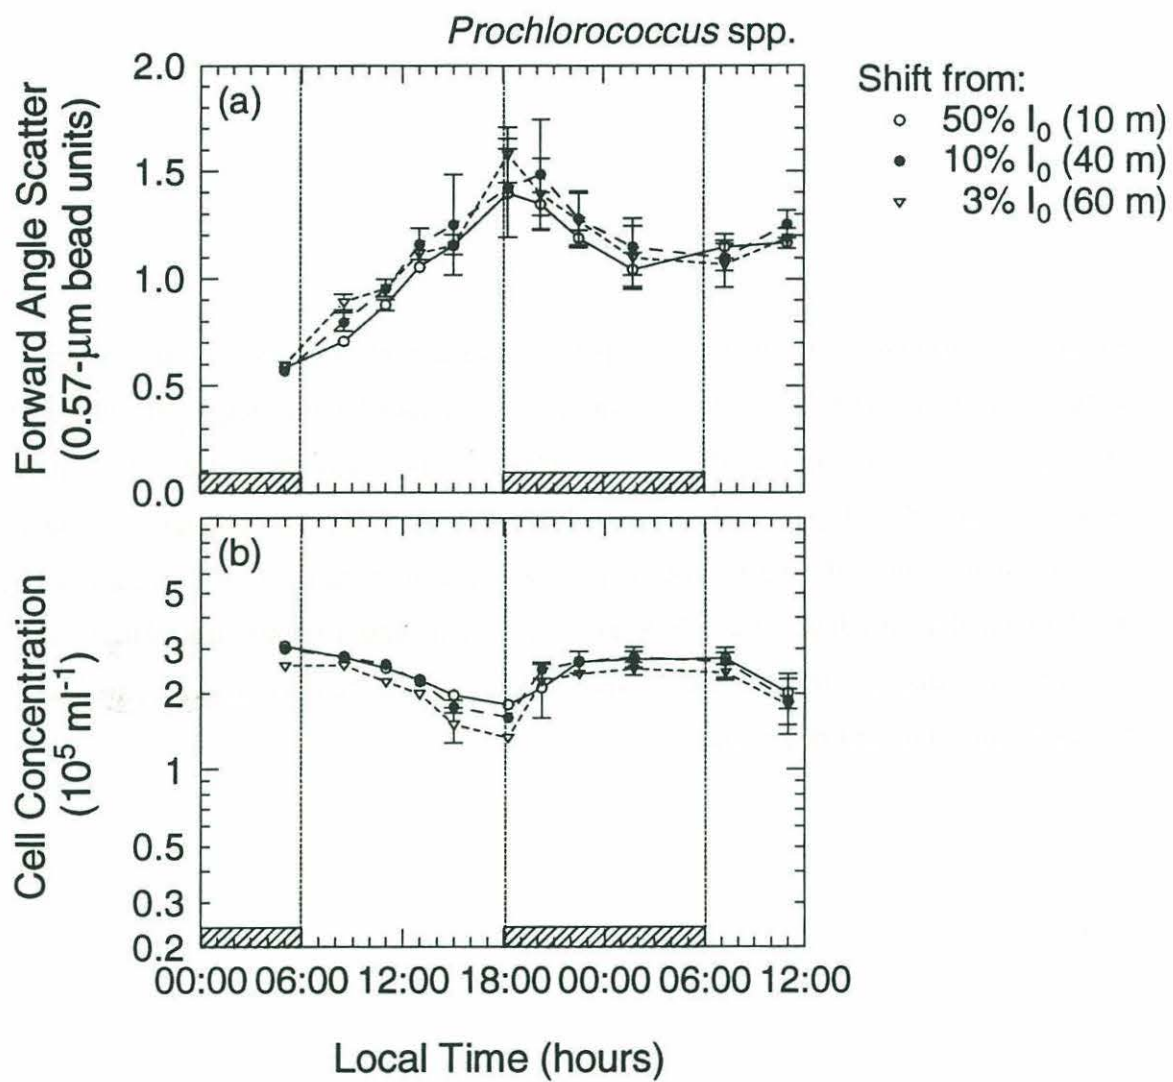 Prochlorococcus spp.
Forward Angle Scatter
(0.57-μm bead units)
2.0
1.5
1.0
0.5
0.0
(a)
Shift from:
50% I₀ (10 m)
10% I₀ (40 m)
3% I₀ (60 m)
Cell Concentration
(10⁵ ml⁻¹)
5
3
2
1
0.5
0.3
0.2
(b)
00:00 06:00 12:00 18:00 00:00 06:00 12:00
Local Time (hours)